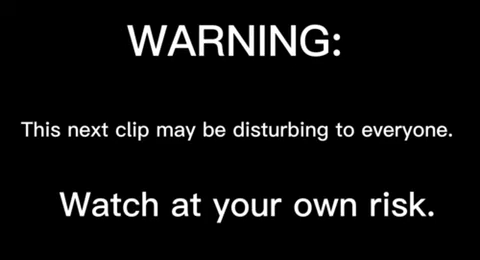 WARNING:
This next clip may be disturbing to everyone.
Watch at your own risk.